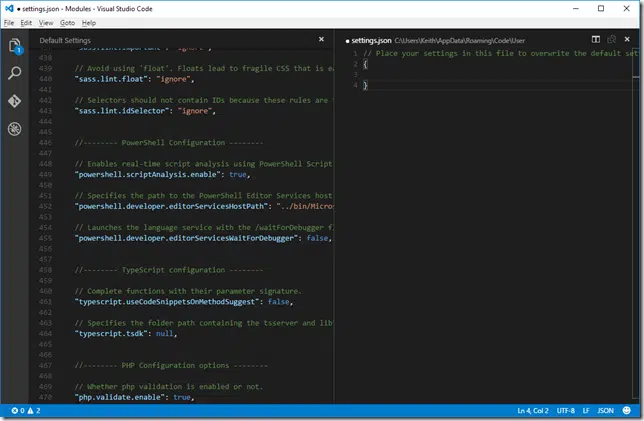 ● settings.json - Modules - Visual Studio Code
File Edit View Goto Help
Default Settings
438
439 // Avoid using 'float'. Floats lead to fragile CSS that is ea
440 "sass.lint.float": "ignore",
441
442 // Selectors should not contain IDs because these rules are
443 "sass.lint.idSelector": "ignore",
444
445
446 //-------- PowerShell Configuration --------
447
448 // Enables real-time script analysis using PowerShell Script
449 "powershell.scriptAnalysis.enable": true,
450
451 // Specifies the path to the PowerShell Editor Services host
452 "powershell.developer.editorServicesHostPath": "../bin/Micros
453
454 // Launches the language service with the /waitForDebugger f
455 "powershell.developer.editorServicesWaitForDebugger": false,
456
457
458 //-------- TypeScript configuration --------
459
460 // Complete functions with their parameter signature.
461 "typescript.useCodeSnippetsOnMethodSuggest": false,
462
463 // Specifies the folder path containing the tsserver and lib
464 "typescript.tsdk": null,
465
466
467 //-------- PHP Configuration options --------
468
469 // Whether php validation is enabled or not.
470 "php.validate.enable": true,
● settings.json C:\Users\Keith\AppData\Roaming\Code\User
1 // Place your settings in this file to overwrite the default set
2 {
3
4 }
1
0 2
Ln 4, Col 2 UTF-8 LF JSON